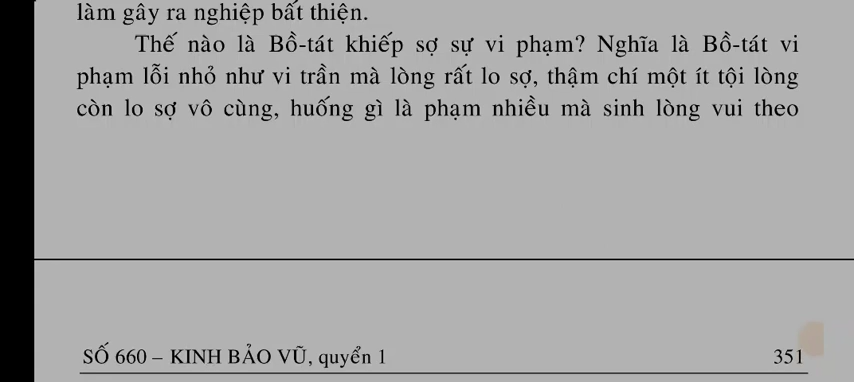 làm gây ra nghiệp bất thiện.
Thế nào là Bồ-tát khiếp sợ sự vi phạm? Nghĩa là Bồ-tát vi
phạm lỗi nhỏ như vi trần mà lòng rất lo sợ, thậm chí một ít tội lòng
còn lo sợ vô cùng, huống gì là phạm nhiều mà sinh lòng vui theo
SỐ 660 – KINH BẢO VŨ, quyển 1 351